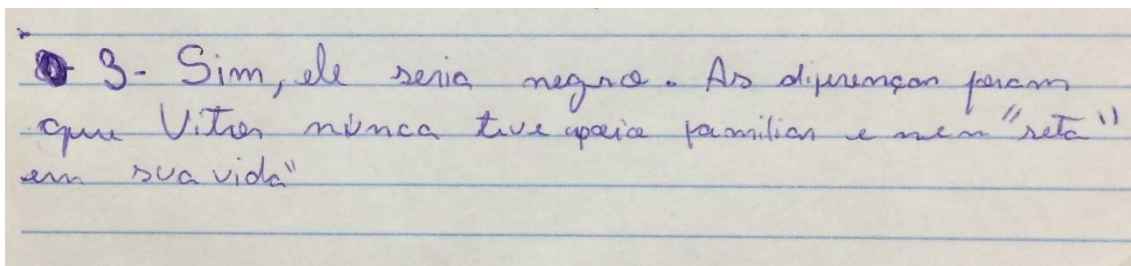 3- Sim, ele seria negro. As diferenças foram
que Vitor nunca teve apoio familiar e nem "reta"
em sua vida"